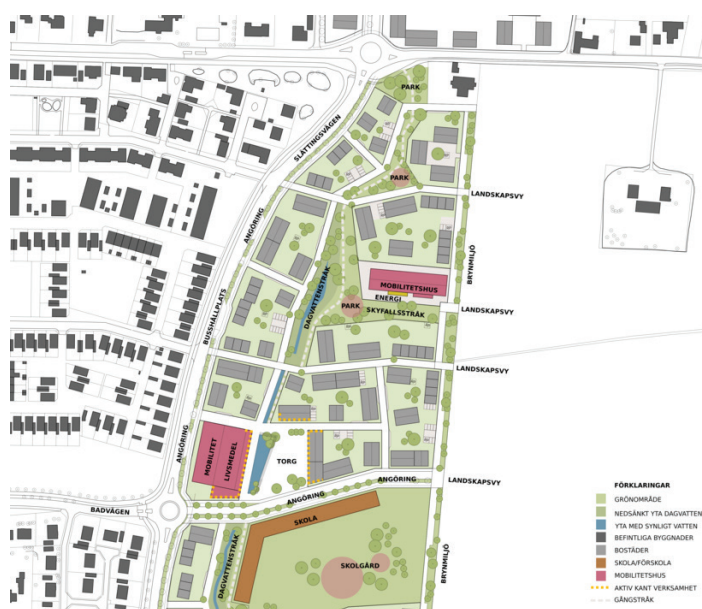 PARK
SLÄTTINGSVÄGEN
PARK
LANDSKAPSVY
ANGÖRING
BRYNMILJÖ
MOBILITETSHUS
ENERGI
DAGVATTENSTRÅK
PARK
SKYFALLSSTRÅK
LANDSKAPSVY
BUSSHÅLLPLATS
LANDSKAPSVY
ANGÖRING
MOBILITET
LIVSMEDEL
TORG
ANGÖRING
ANGÖRING
LANDSKAPSVY
BADVÄGEN
SKOLA
DAGVATTENSTRÅK
SKOLGÅRD
BRYNMILJÖ
FÖRKLARINGAR
GRÖNOMRÅDE
NEDSÄNKT YTA DAGVATTEN
YTA MED SYNLIGT VATTEN
BEFINTLIGA BYGGNADER
BOSTÄDER
SKOLA/FÖRSKOLA
MOBILITETSHUS
AKTIV KANT VERKSAMHET
GÅNGSTRÅK